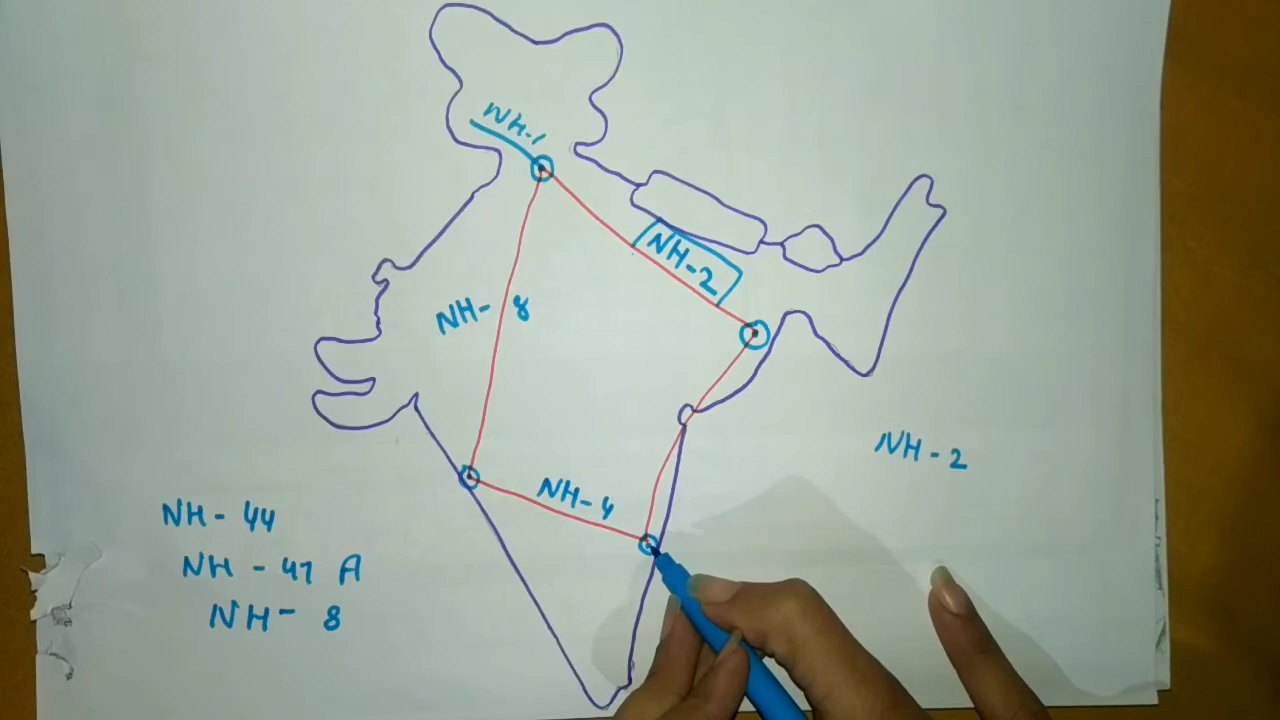 NH-1
NH-2
NH- 8
NH-4
NH - 2
NH - 44
NH - 47 A
NH - 8